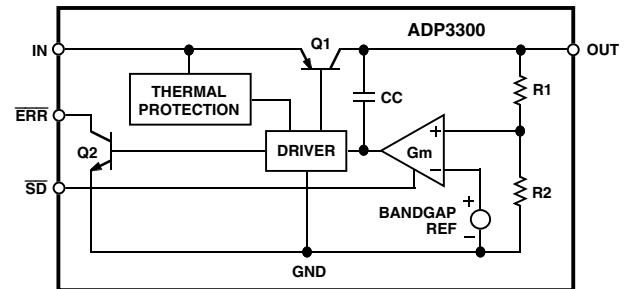 ADP3300
IN
Q1
OUT
THERMAL
PROTECTION
CC
R1
ERR
Q2
DRIVER
+
Gm
−
SD
R2
BANDGAP
REF
+
−
GND